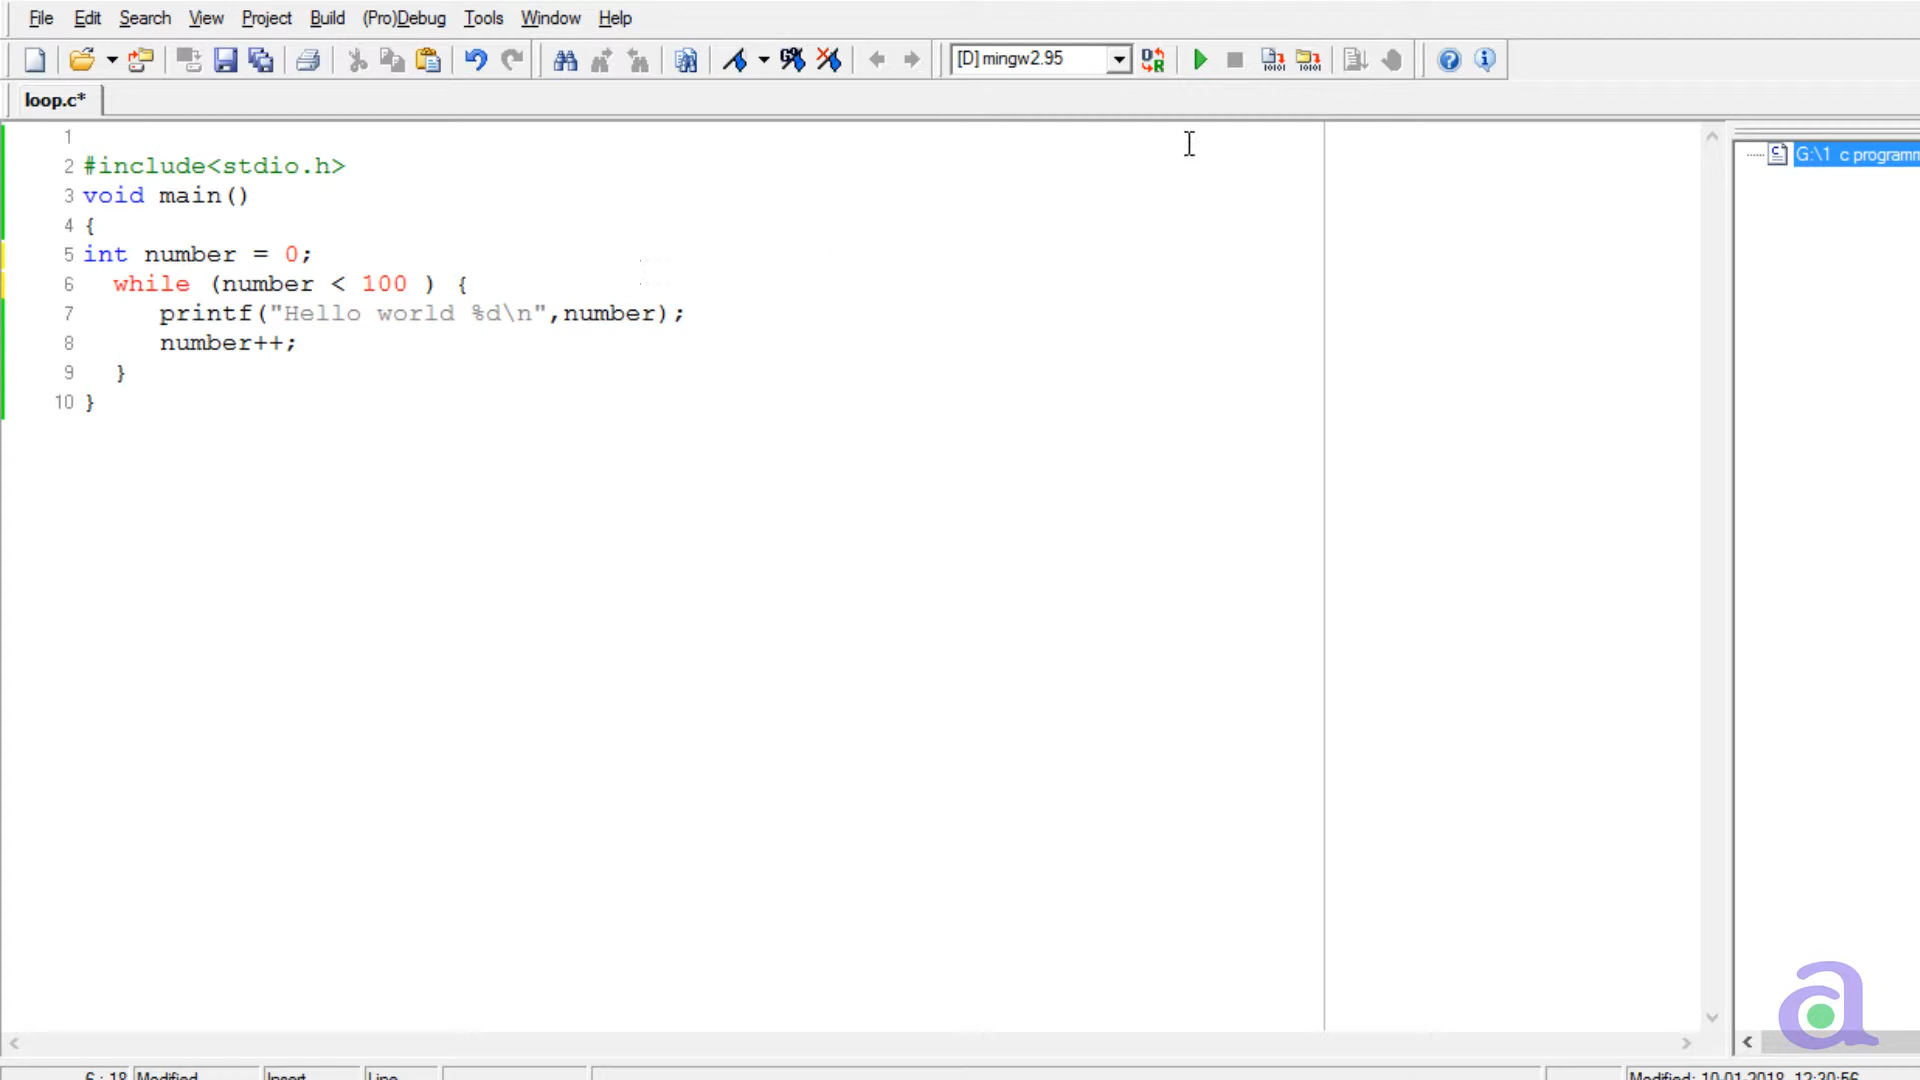 File Edit Search View Project Build (Pro)Debug Tools Window Help
[D] mingw2.95
loop.c*
1
2 #include<stdio.h>
3 void main()
4 {
5 int number = 0;
6 while (number < 100 ) {
7 printf("Hello world %d\n",number);
8 number++;
9 }
10 }
G:\1 c programm
a
6 : 18 Modified Insert Line Modified: 10-01-2018, 12:30:56